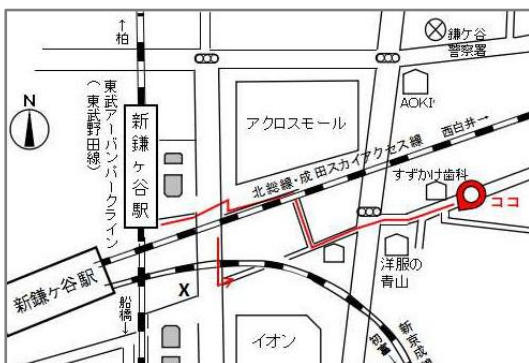 ↑柏
鎌ケ谷
警察署
N
東武アーバンパークライン
(東武野田線)
新鎌ヶ谷駅
アクロスモール
AOKI
北総線・成田スカイアクセス線
西白井→
すずかけ歯科
ココ
洋服の
青山
新鎌ヶ谷駅
船橋↓
X
イオン
初富
新京成